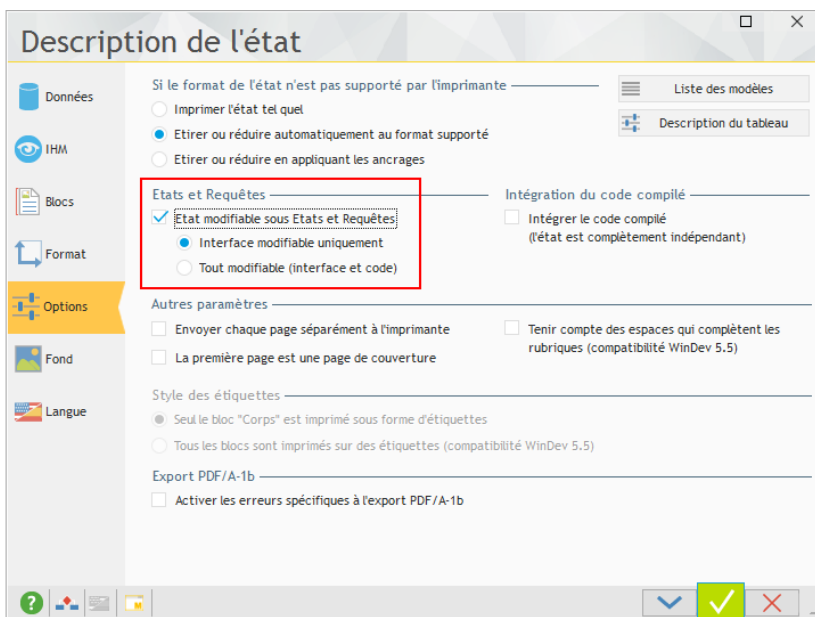 Description de l'état
Données
IHM
Blocs
Format
Options
Fond
Langue
Si le format de l'état n'est pas supporté par l'imprimante
Imprimer l'état tel quel
Etirer ou réduire automatiquement au format supporté
Etirer ou réduire en appliquant les ancrages
Liste des modèles
Description du tableau
Etats et Requêtes
Etat modifiable sous Etats et Requêtes
Interface modifiable uniquement
Tout modifiable (interface et code)
Intégration du code compilé
Intégrer le code compilé
(l'état est complètement indépendant)
Autres paramètres
Envoyer chaque page séparément à l'imprimante
La première page est une page de couverture
Tenir compte des espaces qui complètent les
rubriques (compatibilité WinDev 5.5)
Style des étiquettes
Seul le bloc "Corps" est imprimé sous forme d'étiquettes
Tous les blocs sont imprimés sur des étiquettes (compatibilité WinDev 5.5)
Export PDF/A-1b
Activer les erreurs spécifiques à l'export PDF/A-1b